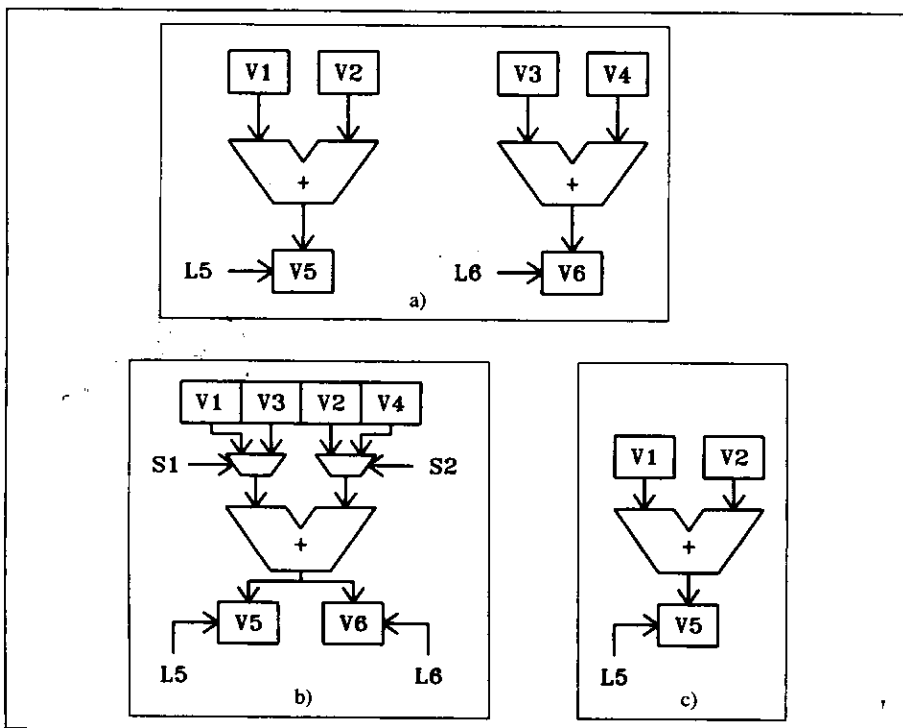 V1 V2 V3 V4
+ +
L5 V5 L6 V6
a)
V1 V3 V2 V4
S1 S2
+
V5 V6
L5 L6
b)
V1 V2
+
V5
L5
c)